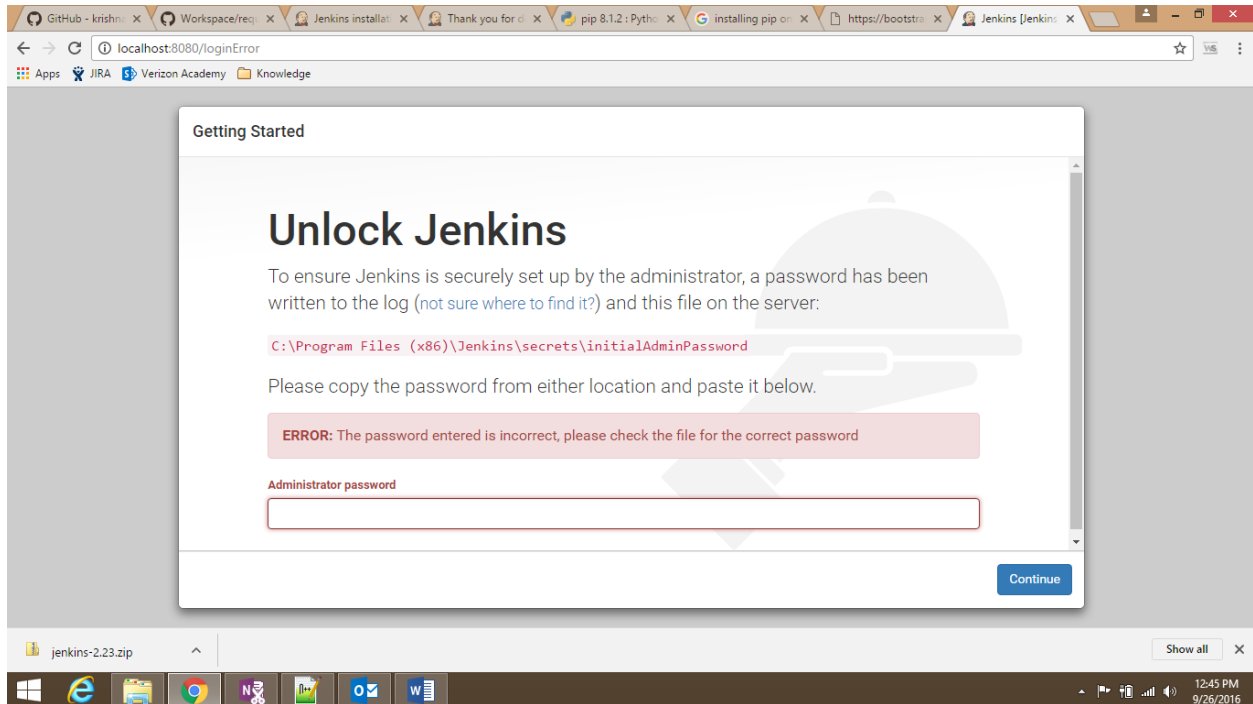 GitHub - krishna
Workspace/requ
Jenkins installati
Thank you for d
pip 8.1.2 : Pytho
installing pip on
https://bootstra
Jenkins [Jenkins
localhost:8080/loginError
Apps JIRA Verizon Academy Knowledge
Getting Started
Unlock Jenkins
To ensure Jenkins is securely set up by the administrator, a password has been
written to the log (not sure where to find it?) and this file on the server:
C:\Program Files (x86)\Jenkins\secrets\initialAdminPassword
Please copy the password from either location and paste it below.
ERROR: The password entered is incorrect, please check the file for the correct password
Administrator password
Continue
jenkins-2.23.zip
Show all
12:45 PM
9/26/2016